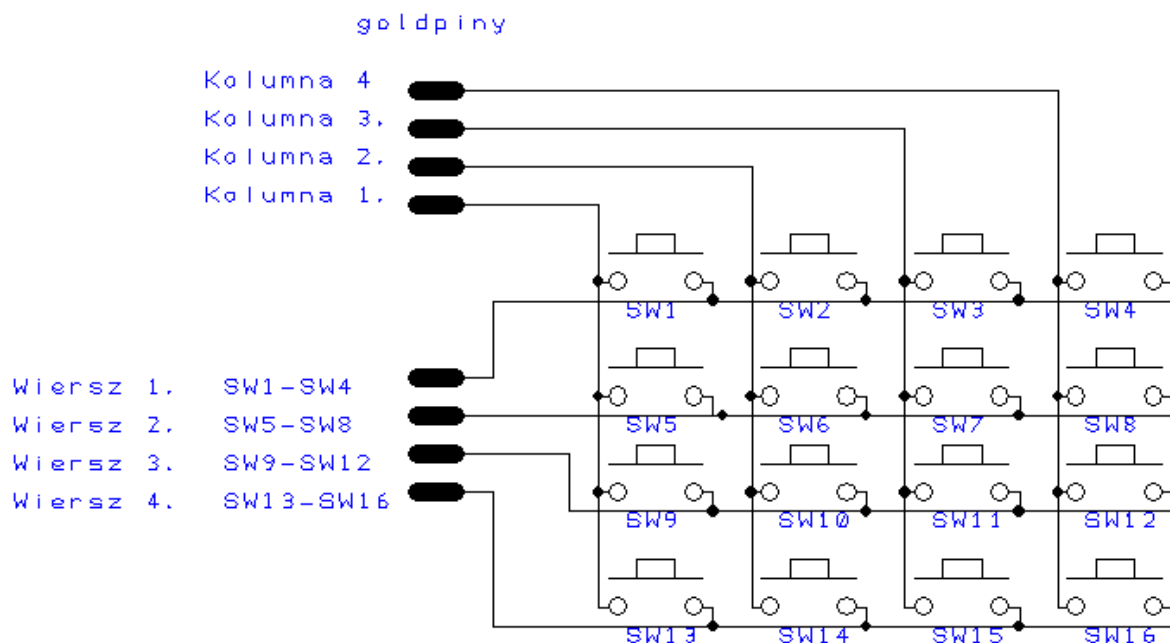 goldpiny
Kolumna 4
Kolumna 3.
Kolumna 2.
Kolumna 1.
SW1 SW2 SW3 SW4
Wiersz 1. SW1-SW4
Wiersz 2. SW5-SW8
SW5 SW6 SW7 SW8
Wiersz 3. SW9-SW12
Wiersz 4. SW13-SW16
SW9 SW10 SW11 SW12
SW13 SW14 SW15 SW16